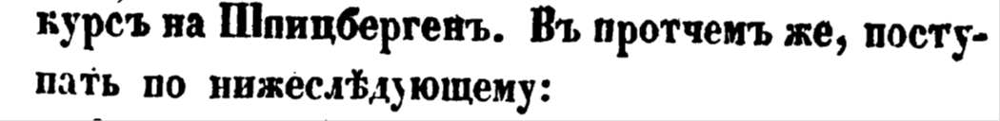 курсъ на Шпицбергенъ. Въ протчемъ же, посту-
пать по нижеслѣдующему: